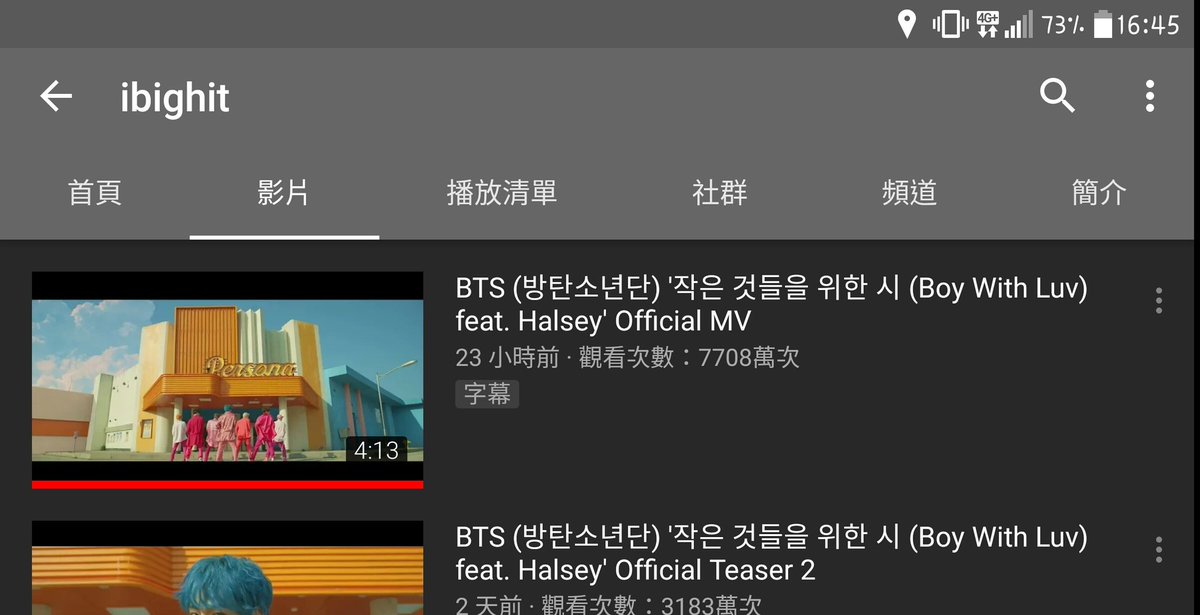 4G+ 73% 16:45
ibighit
首頁 影片 播放清單 社群 頻道 簡介
Persona
4:13
BTS (방탄소년단) '작은 것들을 위한 시 (Boy With Luv)
feat. Halsey' Official MV
23 小時前 · 觀看次數：7708萬次
字幕
BTS (방탄소년단) '작은 것들을 위한 시 (Boy With Luv)
feat. Halsey' Official Teaser 2
2 天前 · 觀看次數：3183萬次